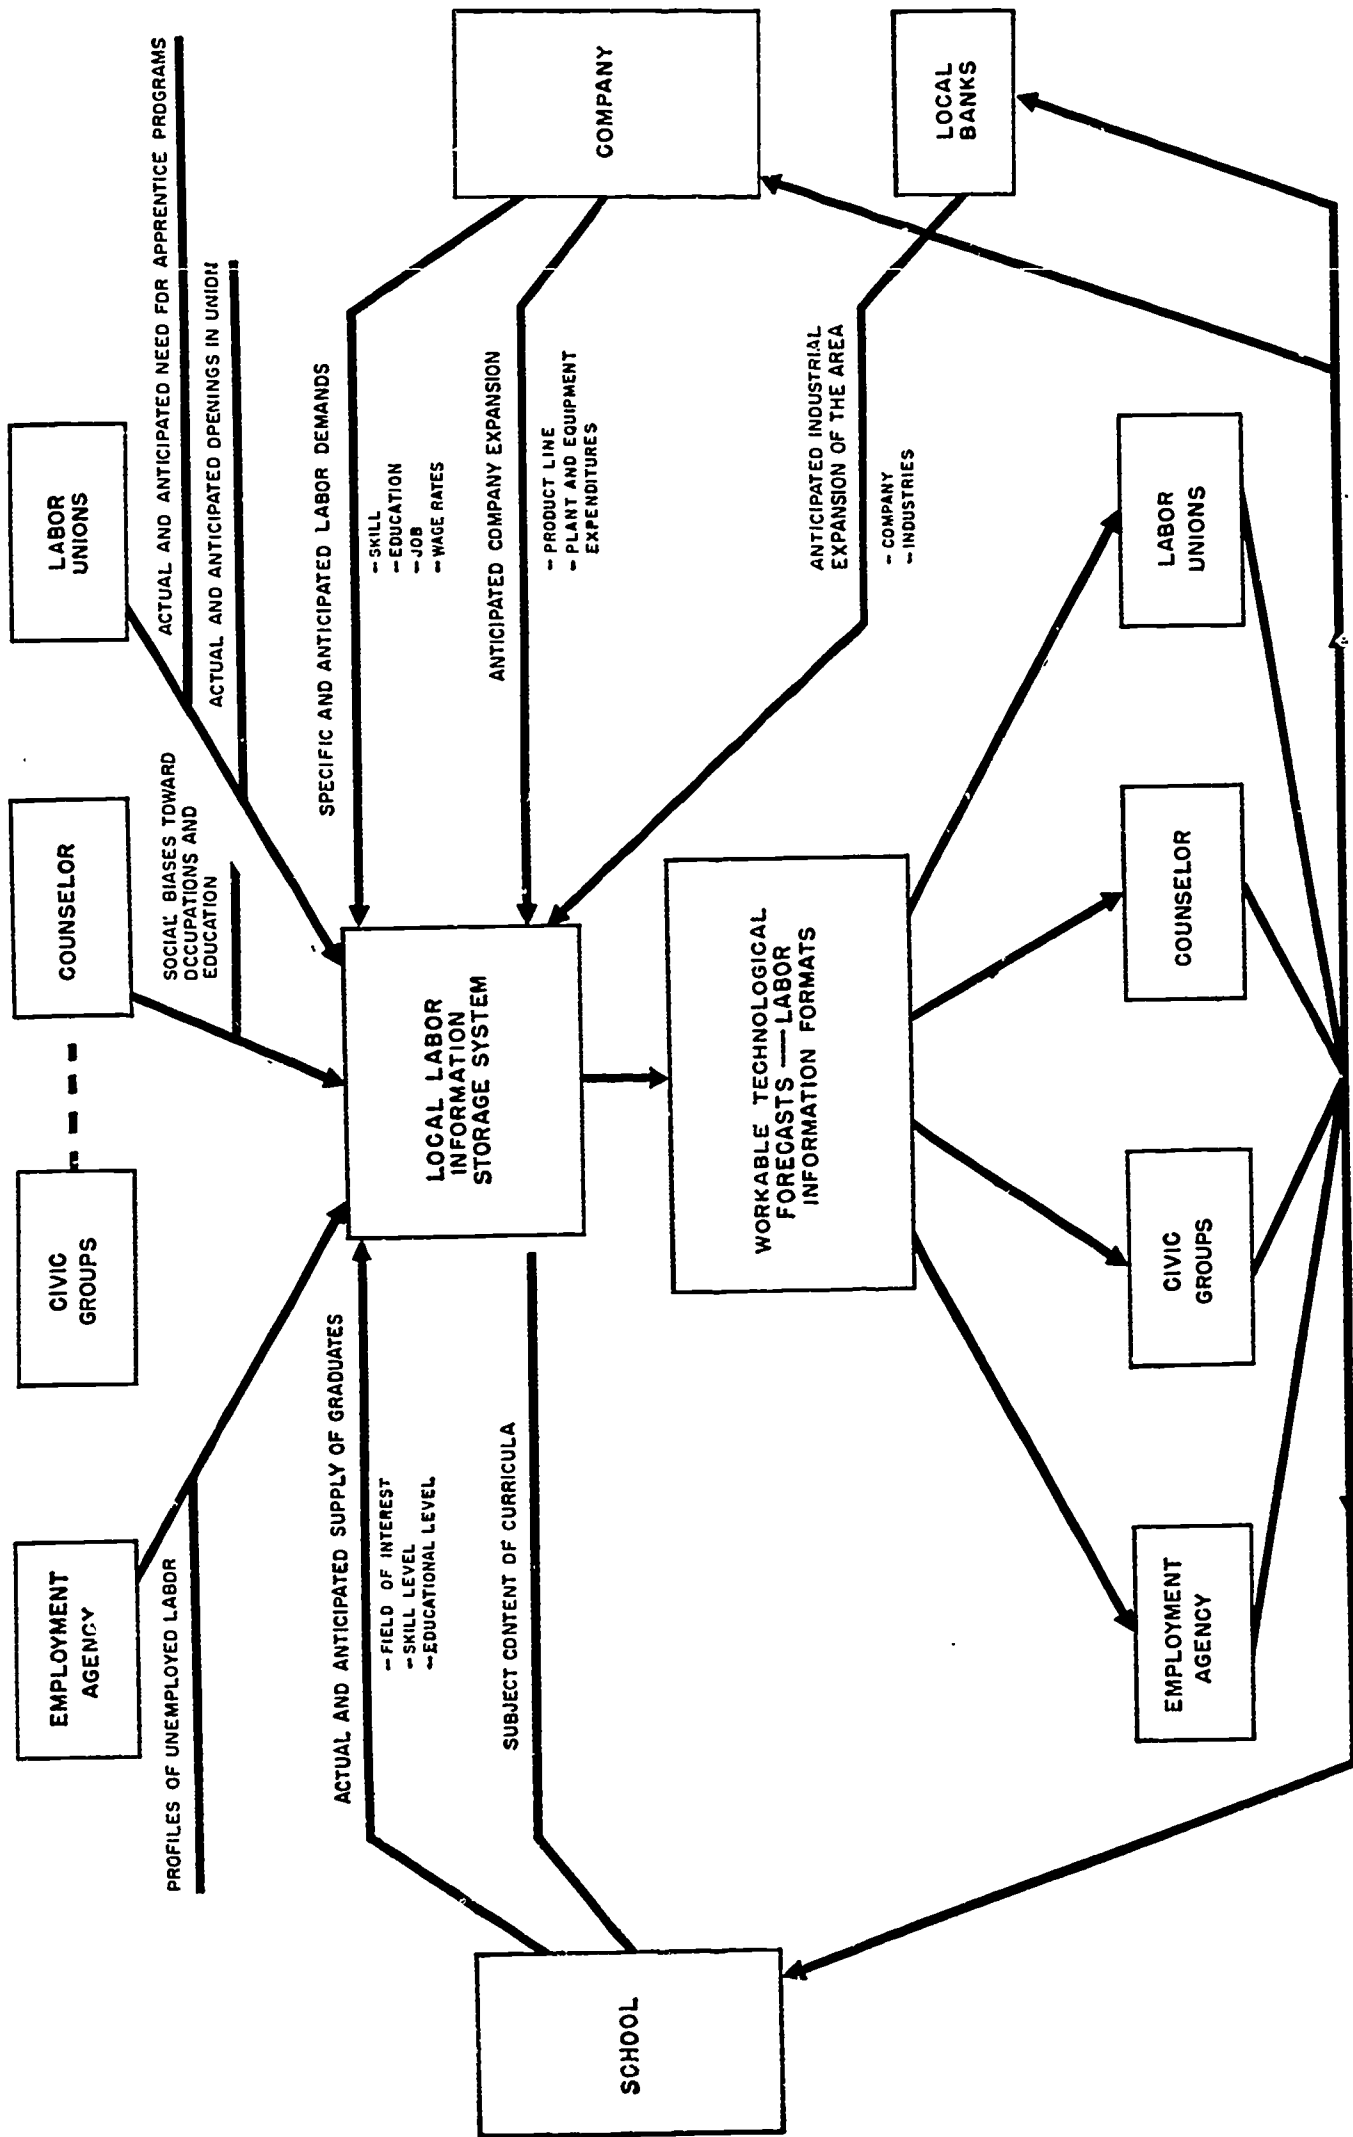 EMPLOYMENT
AGENCY
CIVIC
GROUPS
COUNSELOR
LABOR
UNIONS
PROFILES OF UNEMPLOYED LABOR
SOCIAL BIASES TOWARD
OCCUPATIONS AND
EDUCATION
ACTUAL AND ANTICIPATED NEED FOR APPRENTICE PROGRAMS
ACTUAL AND ANTICIPATED OPENINGS IN UNION
SCHOOL
ACTUAL AND ANTICIPATED SUPPLY OF GRADUATES
-- FIELD OF INTEREST
-- SKILL LEVEL
-- EDUCATIONAL LEVEL
SUBJECT CONTENT OF CURRICULA
LOCAL LABOR
INFORMATION
STORAGE SYSTEM
SPECIFIC AND ANTICIPATED LABOR DEMANDS
-- SKILL
-- EDUCATION
-- JOB
-- WAGE RATES
ANTICIPATED COMPANY EXPANSION
-- PRODUCT LINE
-- PLANT AND EQUIPMENT
EXPENDITURES
COMPANY
ANTICIPATED INDUSTRIAL
EXPANSION OF THE AREA
-- COMPANY
-- INDUSTRIES
LOCAL
BANKS
WORKABLE TECHNOLOGICAL
FORECASTS — LABOR
INFORMATION FORMATS
EMPLOYMENT
AGENCY
CIVIC
GROUPS
COUNSELOR
LABOR
UNIONS